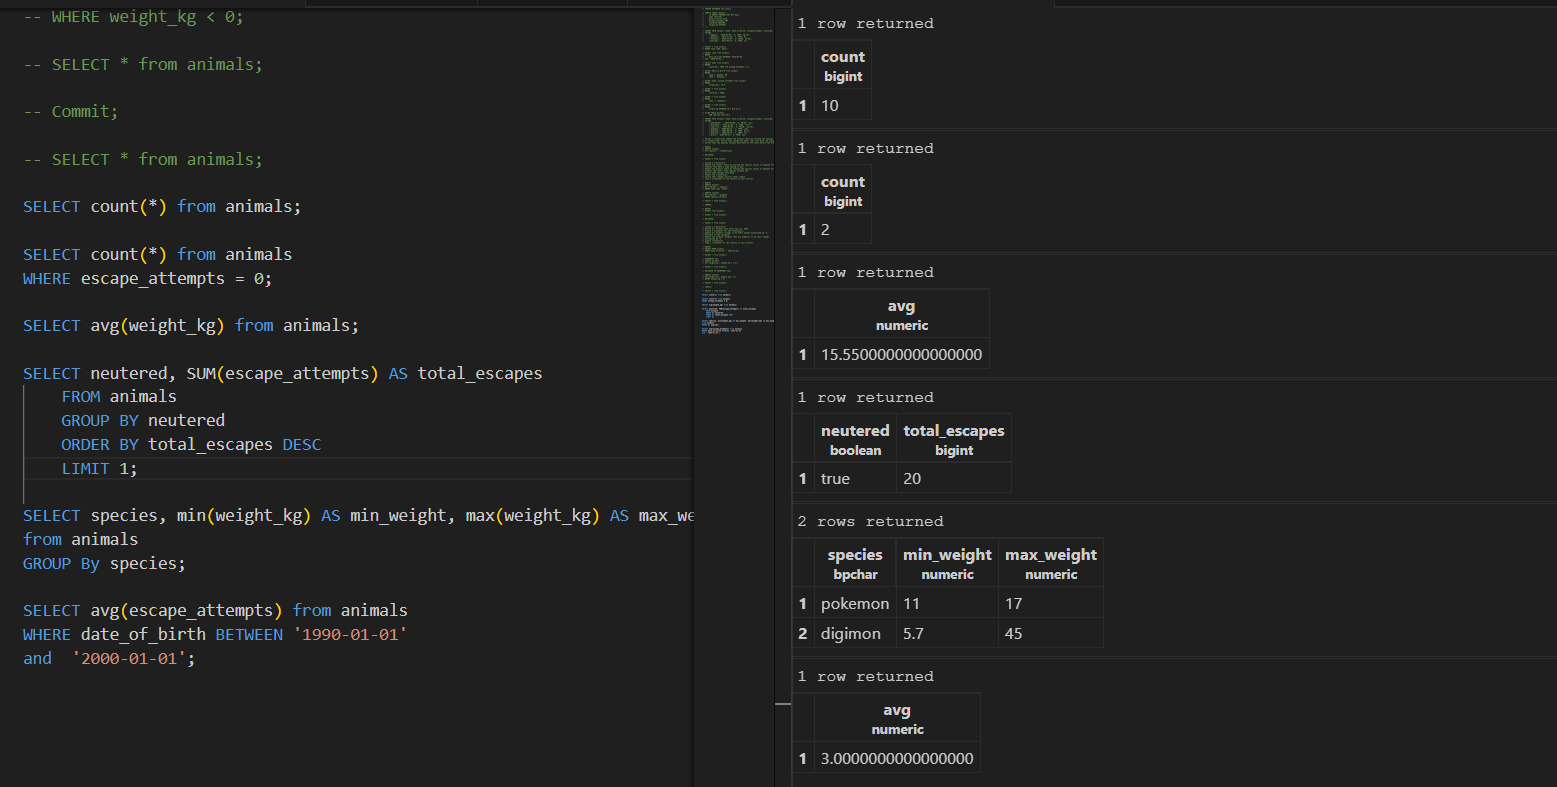 -- WHERE weight_kg < 0;
-- SELECT * from animals;
-- Commit;
-- SELECT * from animals;
SELECT count(*) from animals;
SELECT count(*) from animals
WHERE escape_attempts = 0;
SELECT avg(weight_kg) from animals;
SELECT neutered, SUM(escape_attempts) AS total_escapes
FROM animals
GROUP BY neutered
ORDER BY total_escapes DESC
LIMIT 1;
SELECT species, min(weight_kg) AS min_weight, max(weight_kg) AS max_we
from animals
GROUP By species;
SELECT avg(escape_attempts) from animals
WHERE date_of_birth BETWEEN '1990-01-01'
and  '2000-01-01';
1 row returned
count
bigint
1 10
1 row returned
count
bigint
1 2
1 row returned
avg
numeric
1 15.5500000000000000
1 row returned
neutered total_escapes
boolean bigint
1 true 20
2 rows returned
species min_weight max_weight
bpchar numeric numeric
1 pokemon 11 17
2 digimon 5.7 45
1 row returned
avg
numeric
1 3.0000000000000000